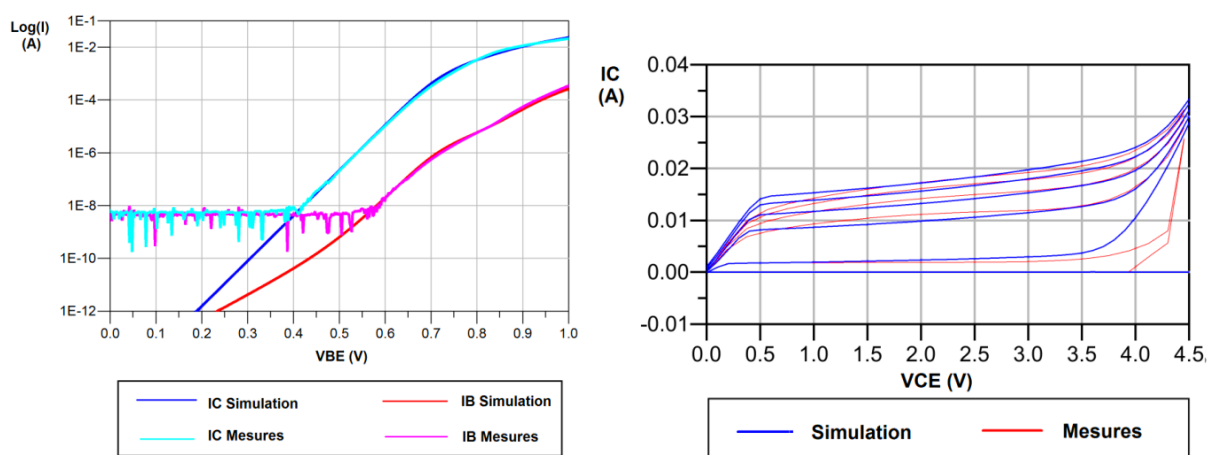 Log(I)
(A)
1E-1
1E-2
1E-4
1E-6
1E-8
1E-10
1E-12
0.0 0.1 0.2 0.3 0.4 0.5 0.6 0.7 0.8 0.9 1.0
VBE (V)
IC Simulation
IB Simulation
IC Mesures
IB Mesures
IC
(A)
0.04
0.03
0.02
0.01
0.00
-0.01
0.0 0.5 1.0 1.5 2.0 2.5 3.0 3.5 4.0 4.5
VCE (V)
Simulation
Mesures